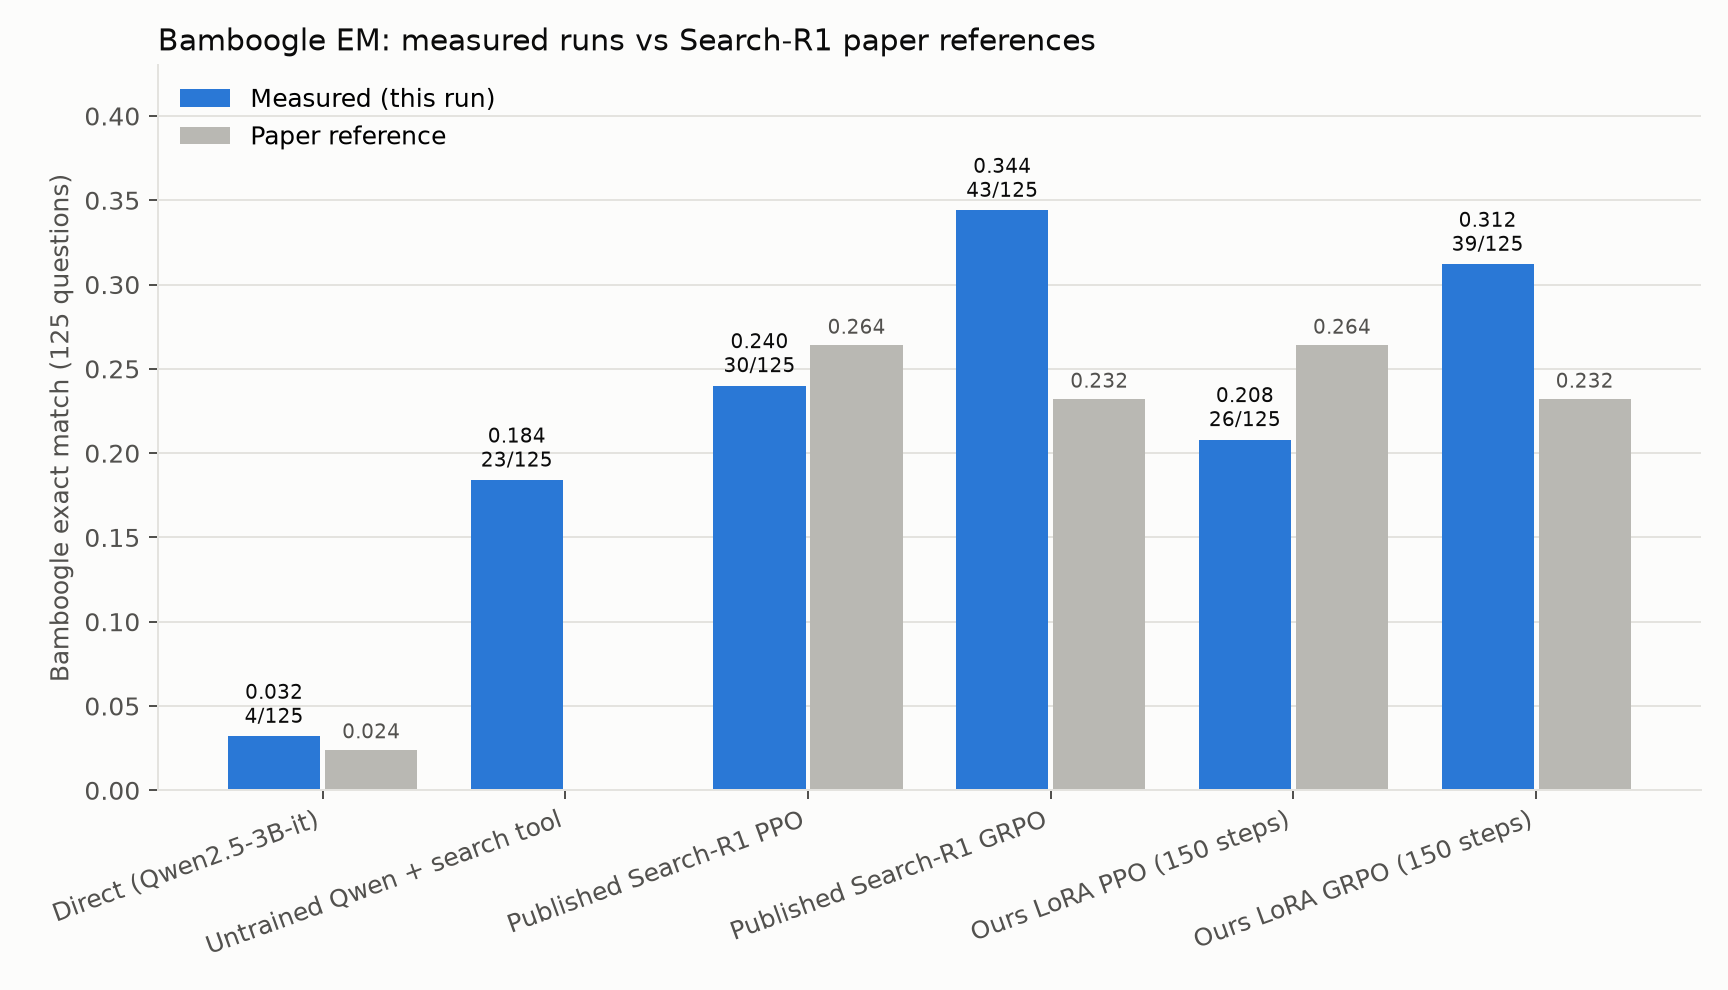 Bamboogle EM: measured runs vs Search-R1 paper references
Measured (this run)
Paper reference
Bamboogle exact match (125 questions)
0.40
0.35
0.30
0.25
0.20
0.15
0.10
0.05
0.00
0.032
4/125
0.024
0.184
23/125
0.240
30/125
0.264
0.344
43/125
0.232
0.208
26/125
0.264
0.312
39/125
0.232
Direct (Qwen2.5-3B-it)
Untrained Qwen + search tool
Published Search-R1 PPO
Published Search-R1 GRPO
Ours LoRA PPO (150 steps)
Ours LoRA GRPO (150 steps)